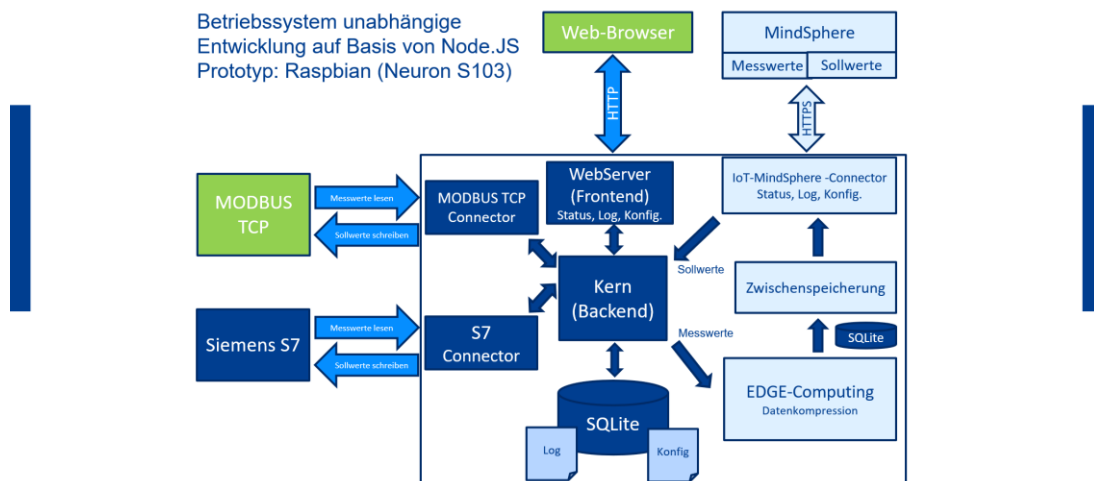 Betriebssystem unabhängige
Entwicklung auf Basis von Node.JS
Prototyp: Raspbian (Neuron S103)
Web-Browser
MindSphere
Messwerte
Sollwerte
HTTP
HTTPS
MODBUS
TCP
Messwerte lesen
Sollwerte schreiben
MODBUS TCP
Connector
WebServer
(Frontend)
Status, Log, Konfig.
IoT-MindSphere -Connector
Status, Log, Konfig.
Sollwerte
Kern
(Backend)
Zwischenspeicherung
Siemens S7
Messwerte lesen
Sollwerte schreiben
S7
Connector
Messwerte
SQLite
EDGE-Computing
Datenkompression
SQLite
Log
Konfig